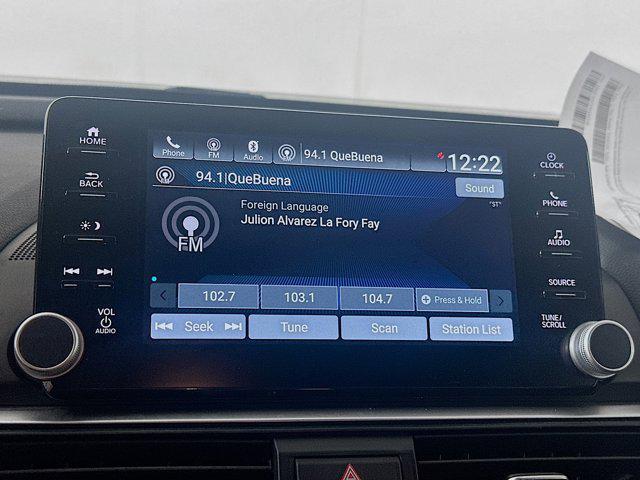 HOME
BACK
VOL
AUDIO
Phone
FM
Audio
94.1 QueBuena
12:22
94.1|QueBuena
Sound
Foreign Language
Julion Alvarez La Fory Fay
"ST"
FM
102.7
103.1
104.7
Press & Hold
Seek
Tune
Scan
Station List
CLOCK
PHONE
AUDIO
SOURCE
TUNE/
SCROLL